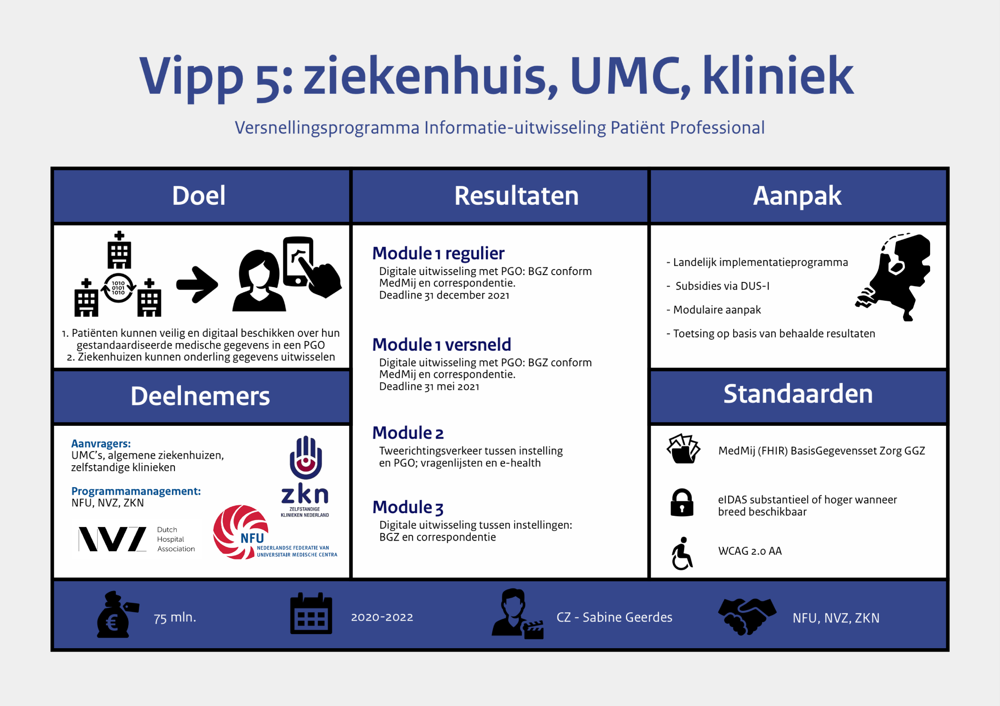 Vipp 5: ziekenhuis, UMC, kliniek
Versnellingsprogramma Informatie-uitwisseling Patiënt Professional
Doel
1010
0101
1010
1. Patiënten kunnen veilig en digitaal beschikken over hun
gestandaardiseerde medische gegevens in een PGO
2. Ziekenhuizen kunnen onderling gegevens uitwisselen
Deelnemers
Aanvragers:
UMC's, algemene ziekenhuizen,
zelfstandige klinieken
Programmamanagement:
NFU, NVZ, ZKN
zkn
ZELFSTANDIGE
KLINIEKEN NEDERLAND
NVZ
Dutch
Hospital
Association
NFU
NEDERLANDSE FEDERATIE VAN
UNIVERSITAIR MEDISCHE CENTRA
Resultaten
Module 1 regulier
Digitale uitwisseling met PGO: BGZ conform
MedMij en correspondentie.
Deadline 31 december 2021
Module 1 versneld
Digitale uitwisseling met PGO: BGZ conform
MedMij en correspondentie.
Deadline 31 mei 2021
Module 2
Tweerichtingsverkeer tussen instelling
en PGO; vragenlijsten en e-health
Module 3
Digitale uitwisseling tussen instellingen:
BGZ en correspondentie
Aanpak
- Landelijk implementatieprogramma
- Subsidies via DUS-I
- Modulaire aanpak
- Toetsing op basis van behaalde resultaten
Standaarden
MedMij (FHIR) BasisGegevensset Zorg GGZ
eIDAS substantieel of hoger wanneer
breed beschikbaar
WCAG 2.0 AA
€
75 mln.
2020-2022
CZ - Sabine Geerdes
NFU, NVZ, ZKN